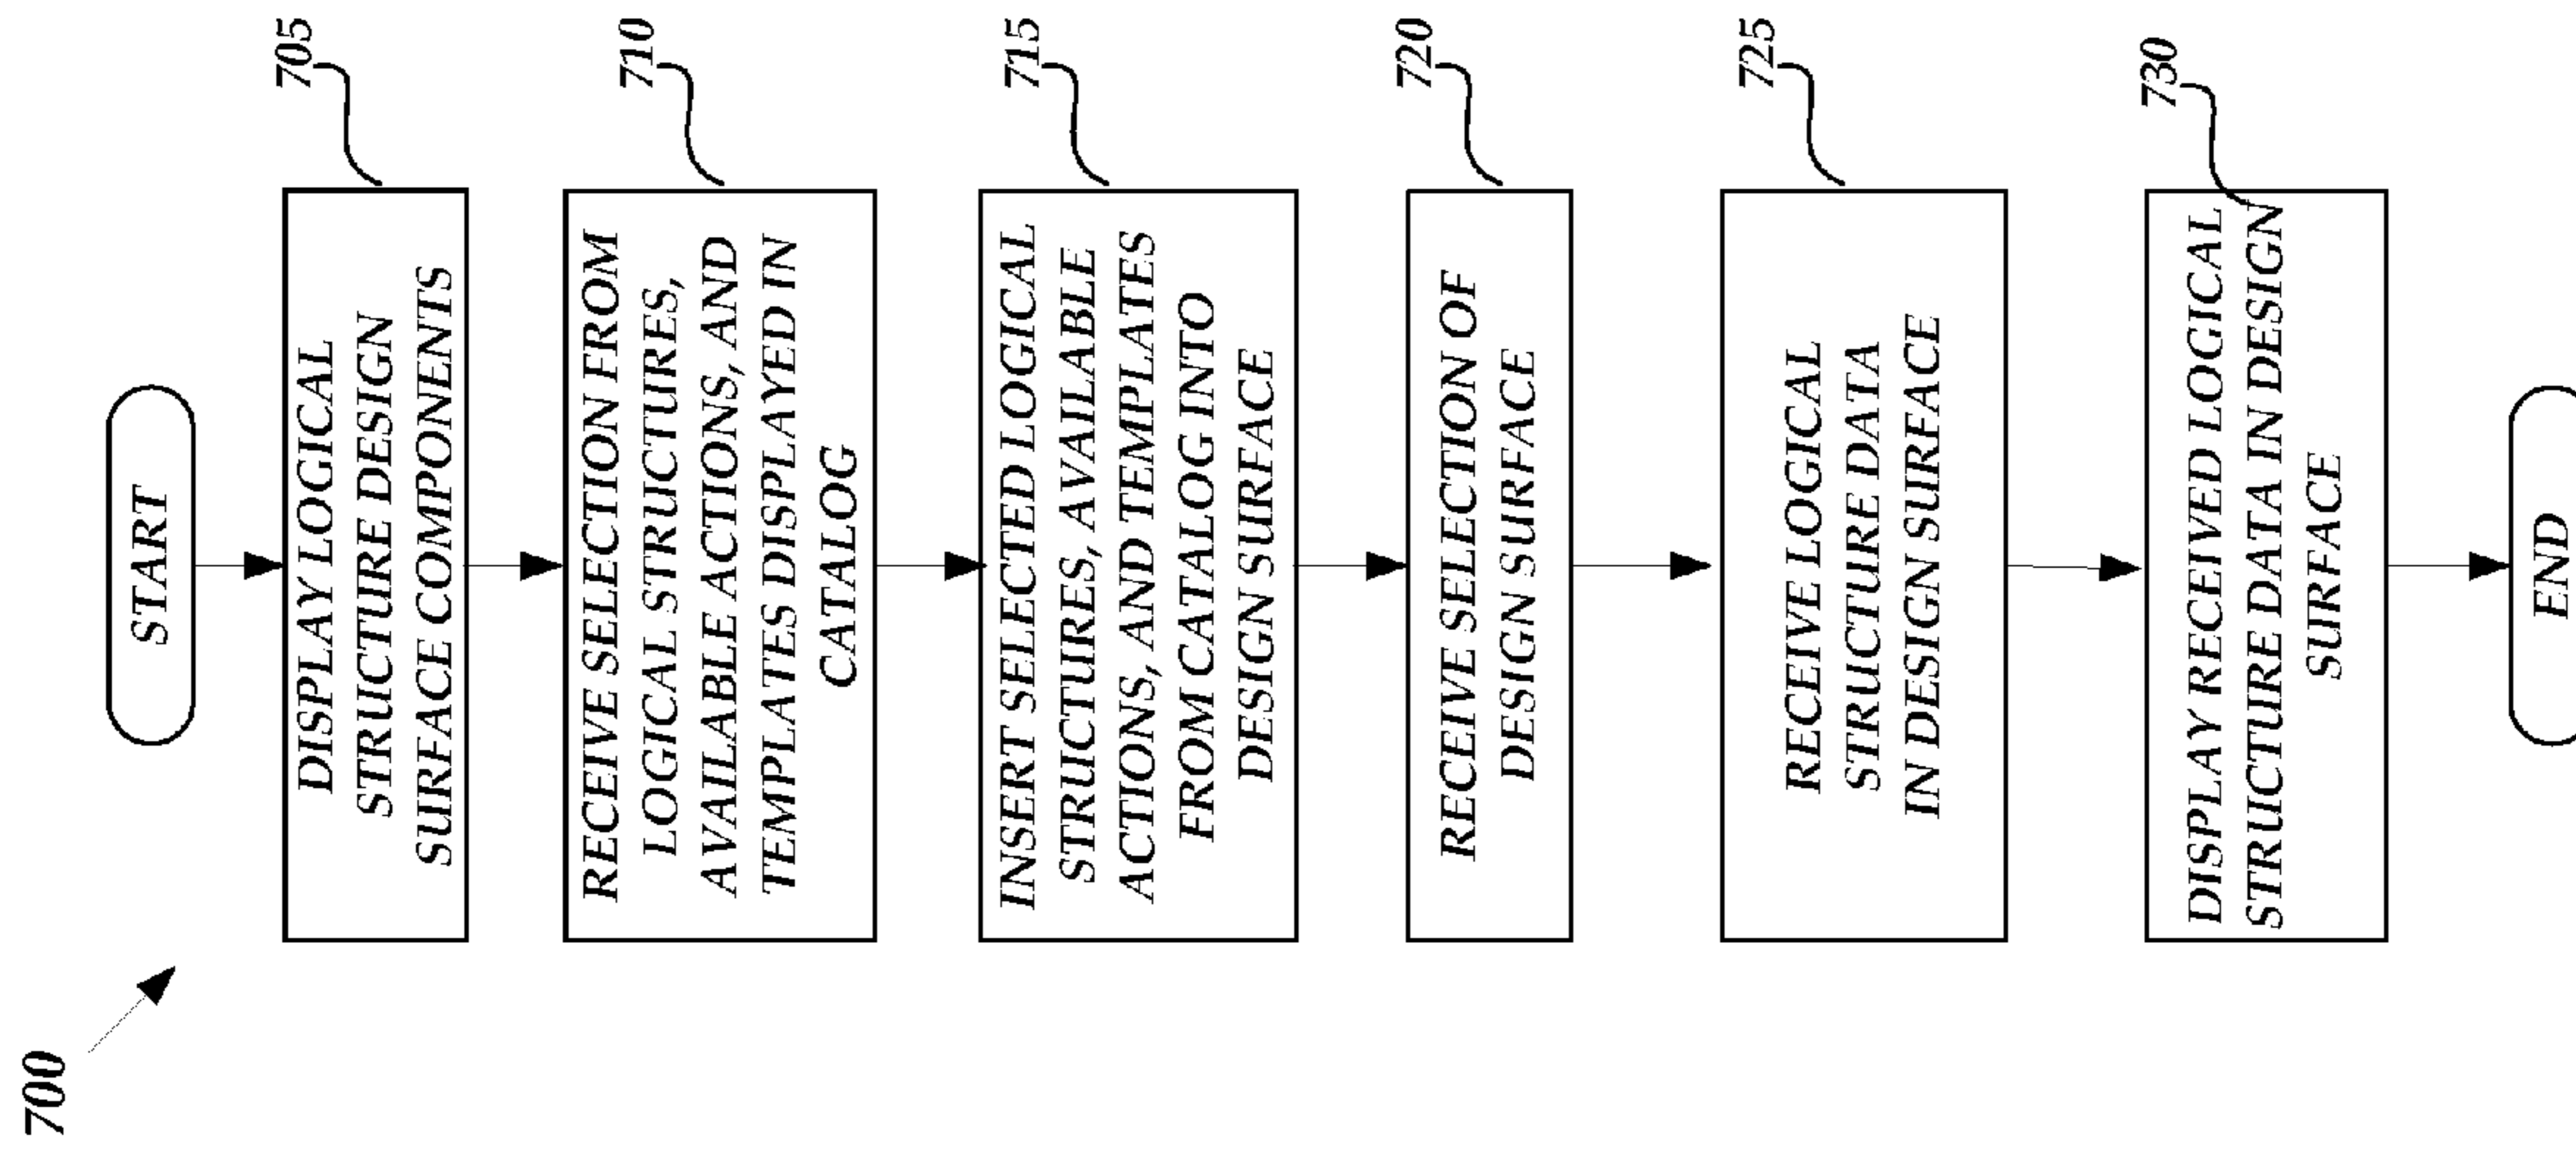 700
START
DISPLAY LOGICAL
STRUCTURE DESIGN
SURFACE COMPONENTS
705
RECEIVE SELECTION FROM
LOGICAL STRUCTURES,
AVAILABLE ACTIONS, AND
TEMPLATES DISPLAYED IN
CATALOG
710
INSERT SELECTED LOGICAL
STRUCTURES, AVAILABLE
ACTIONS, AND TEMPLATES
FROM CATALOG INTO
DESIGN SURFACE
715
RECEIVE SELECTION OF
DESIGN SURFACE
720
RECEIVE LOGICAL
STRUCTURE DATA
IN DESIGN SURFACE
725
DISPLAY RECEIVED LOGICAL
STRUCTURE DATA IN DESIGN
SURFACE
730
END